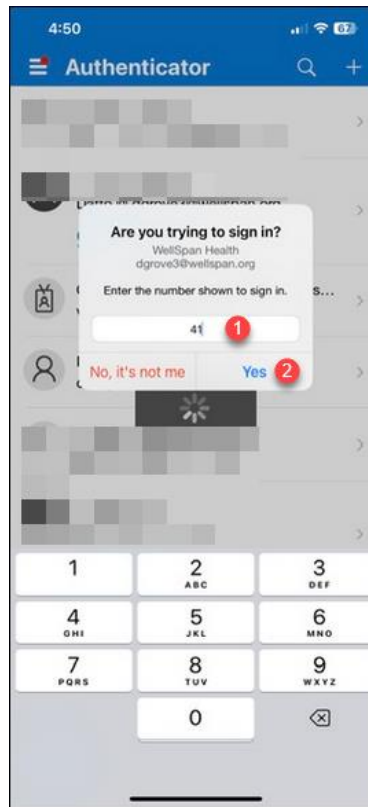 4:50
67
Authenticator
Are you trying to sign in?
WellSpan Health
dgrove3@wellspan.org
Enter the number shown to sign in.
s...
41
1
No, it's not me
Yes
2
1
2
ABC
3
DEF
4
GHI
5
JKL
6
MNO
7
PQRS
8
TUV
9
WXYZ
0